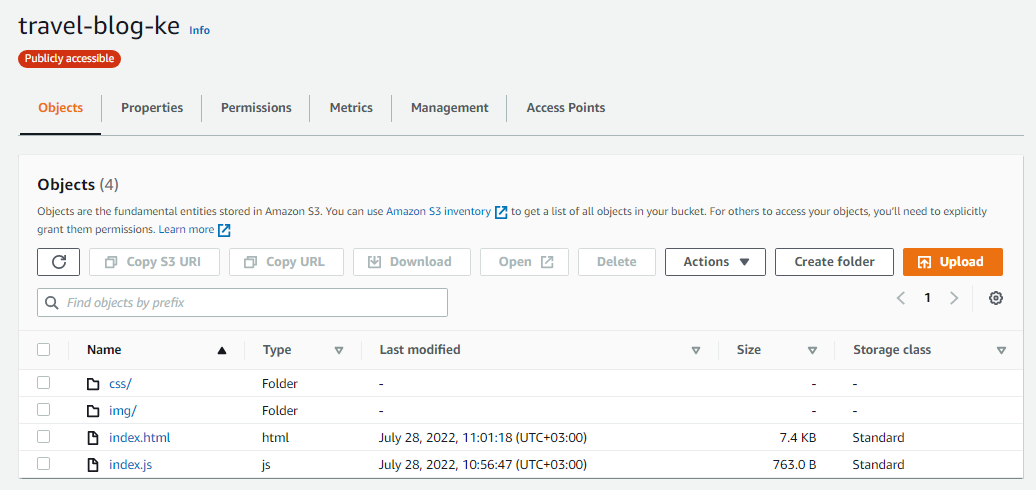 travel-blog-ke Info
Publicly accessible
Objects Properties Permissions Metrics Management Access Points
Objects (4)
Objects are the fundamental entities stored in Amazon S3. You can use Amazon S3 inventory to get a list of all objects in your bucket. For others to access your objects, you'll need to explicitly
grant them permissions. Learn more
Copy S3 URI Copy URL Download Open Delete Actions Create folder Upload
Find objects by prefix 1
Name Type Last modified Size Storage class
css/ Folder - - -
img/ Folder - - -
index.html html July 28, 2022, 11:01:18 (UTC+03:00) 7.4 KB Standard
index.js js July 28, 2022, 10:56:47 (UTC+03:00) 763.0 B Standard